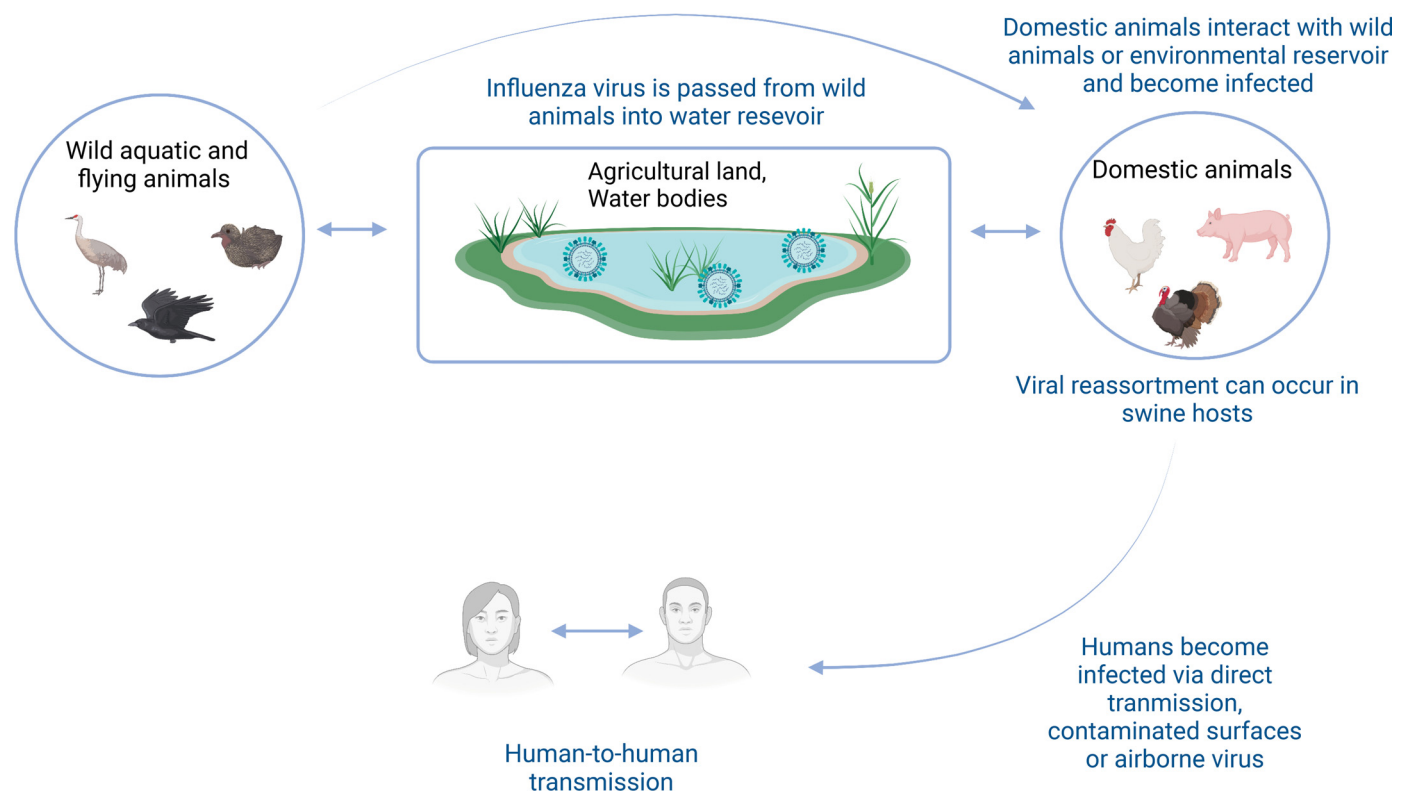 Domestic animals interact with wild
animals or environmental reservoir
and become infected
Influenza virus is passed from wild
animals into water resevoir
Wild aquatic and
flying animals
Agricultural land,
Water bodies
Domestic animals
Viral reassortment can occur in
swine hosts
Humans become
infected via direct
tranmission,
contaminated surfaces
or airborne virus
Human-to-human
transmission